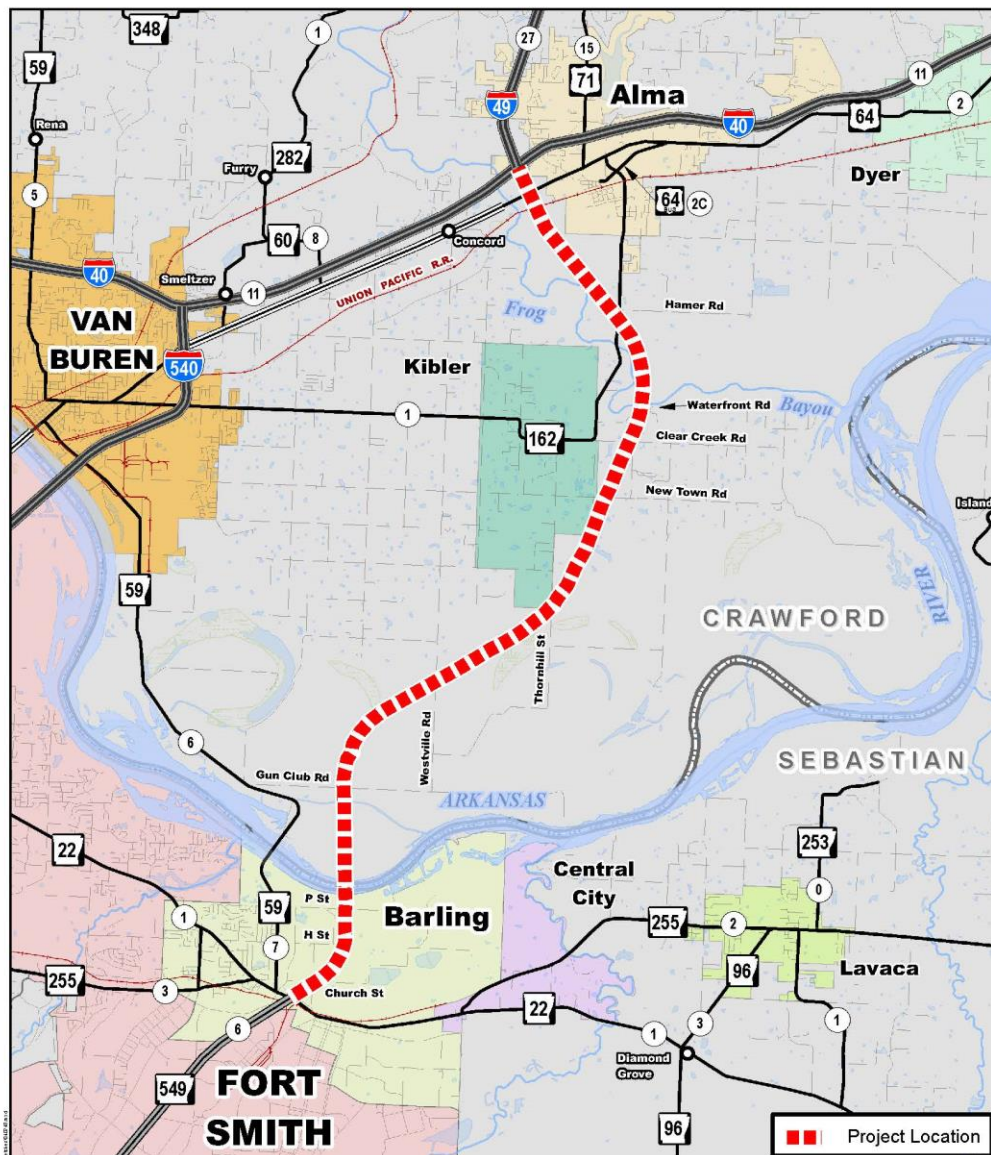 348
1
27
15
59
71
Alma
11
49
40
64
2
Rena
Furry
282
Dyer
5
64
2C
60
8
Concord
40
Smeltzer
11
UNION PACIFIC R.R.
Frog
Hamer Rd
VAN
BUREN
540
Kibler
1
Waterfront Rd
Bayou
162
Clear Creek Rd
New Town Rd
Island
59
RIVER
CRAWFORD
Thornhill St
Westville Rd
6
Gun Club Rd
SEBASTIAN
ARKANSAS
22
253
Central
City
0
P St
59
Barling
1
H St
7
255
2
255
3
Church St
96
Lavaca
22
6
1
3
1
Diamond
Grove
549
FORT
SMITH
96
Project Location